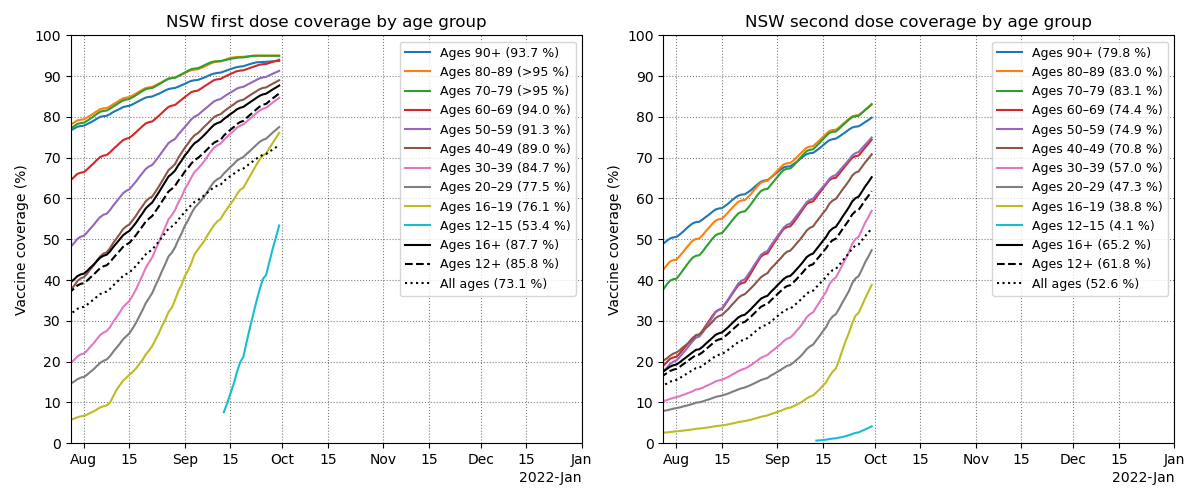 NSW first dose coverage by age group
Vaccine coverage (%)
100
90
80
70
60
50
40
30
20
10
0
Ages 90+ (93.7 %)
Ages 80–89 (>95 %)
Ages 70–79 (>95 %)
Ages 60–69 (94.0 %)
Ages 50–59 (91.3 %)
Ages 40–49 (89.0 %)
Ages 30–39 (84.7 %)
Ages 20–29 (77.5 %)
Ages 16–19 (76.1 %)
Ages 12–15 (53.4 %)
Ages 16+ (87.7 %)
Ages 12+ (85.8 %)
All ages (73.1 %)
Aug 15 Sep 15 Oct 15 Nov 15 Dec 15 Jan
2022-Jan
NSW second dose coverage by age group
Vaccine coverage (%)
100
90
80
70
60
50
40
30
20
10
0
Ages 90+ (79.8 %)
Ages 80–89 (83.0 %)
Ages 70–79 (83.1 %)
Ages 60–69 (74.4 %)
Ages 50–59 (74.9 %)
Ages 40–49 (70.8 %)
Ages 30–39 (57.0 %)
Ages 20–29 (47.3 %)
Ages 16–19 (38.8 %)
Ages 12–15 (4.1 %)
Ages 16+ (65.2 %)
Ages 12+ (61.8 %)
All ages (52.6 %)
Aug 15 Sep 15 Oct 15 Nov 15 Dec 15 Jan
2022-Jan